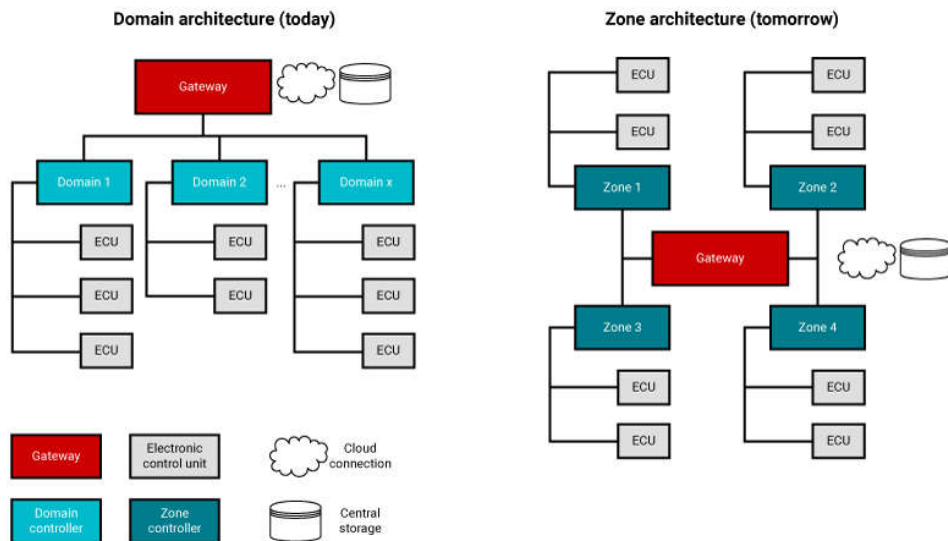 Domain architecture (today)
Gateway
Domain 1
Domain 2
...
Domain x
ECU
ECU
ECU
ECU
ECU
ECU
ECU
ECU
Zone architecture (tomorrow)
ECU
ECU
ECU
ECU
Zone 1
Zone 2
Gateway
Zone 3
Zone 4
ECU
ECU
ECU
ECU
Gateway
Electronic
control unit
Cloud
connection
Domain
controller
Zone
controller
Central
storage